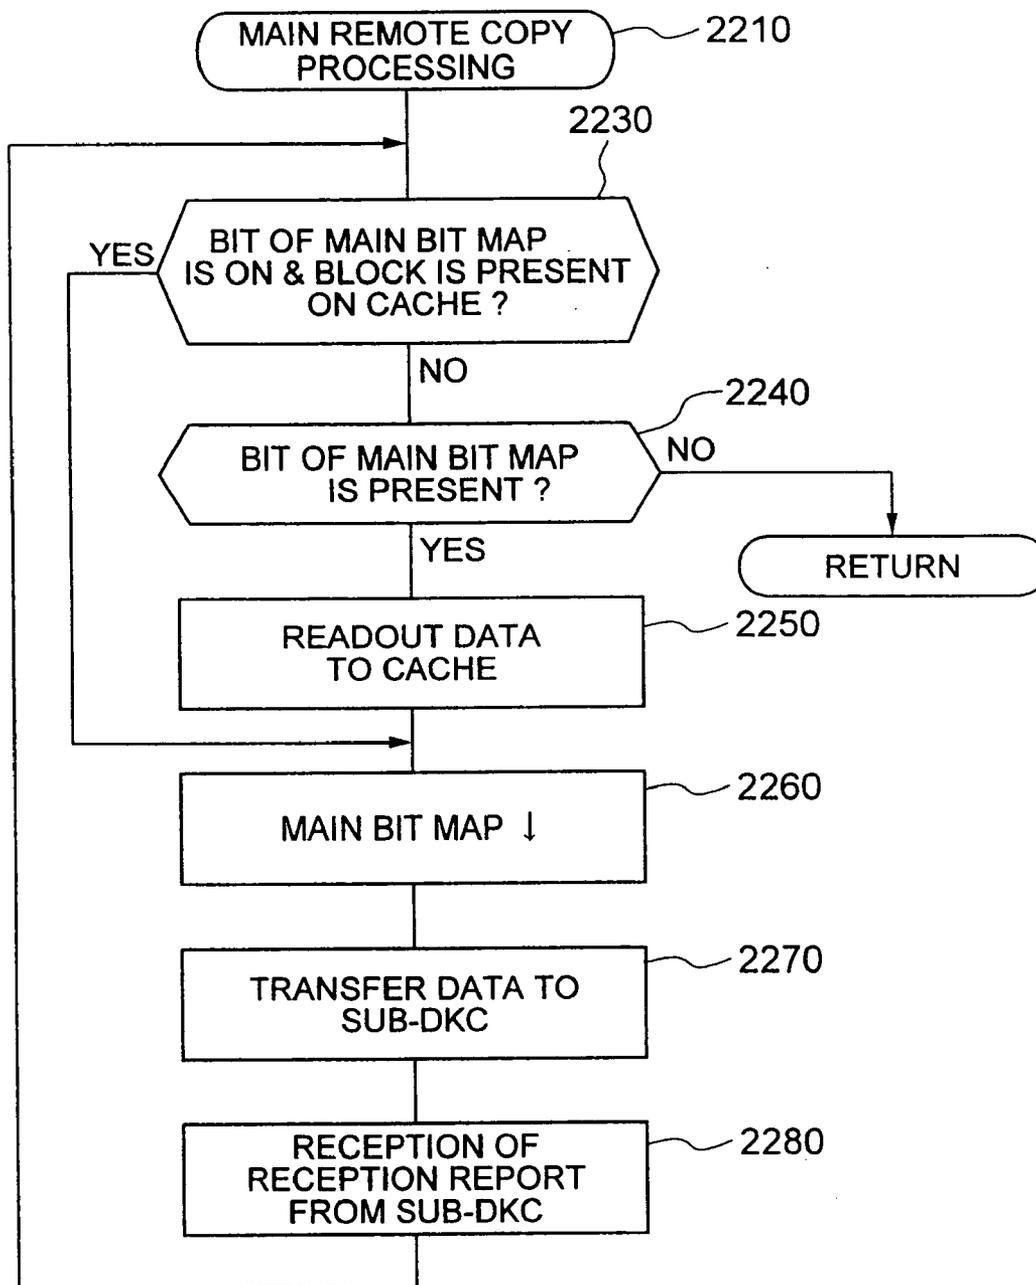 MAIN REMOTE COPY
PROCESSING
2210
2230
YES
BIT OF MAIN BIT MAP
IS ON & BLOCK IS PRESENT
ON CACHE ?
NO
2240
BIT OF MAIN BIT MAP
IS PRESENT ?
NO
YES
RETURN
READOUT DATA
TO CACHE
2250
MAIN BIT MAP ↓
2260
TRANSFER DATA TO
SUB-DKC
2270
RECEPTION OF
RECEPTION REPORT
FROM SUB-DKC
2280